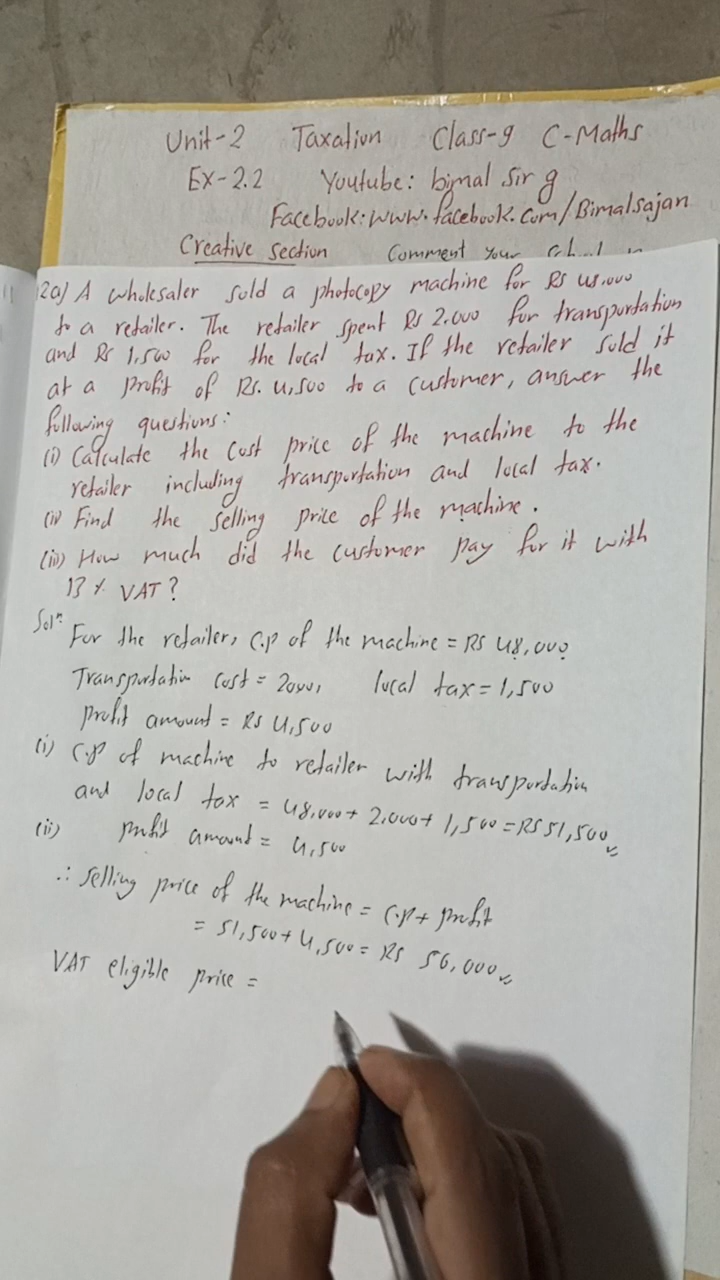 Unit-2 Taxation Class-9 C-Maths
Ex-2.2 Youtube: bimal sir g
Facebook: www.facebook.com/Bimalsajan
Creative section Comment your
12a) A wholesaler sold a photocopy machine for Rs 48,000
to a retailer. The retailer spent Rs 2,000 for transportation
and Rs 1,500 for the local tax. If the retailer sold it
at a profit of Rs. 4,500 to a customer, answer the
following questions:
(i) Calculate the cost price of the machine to the
retailer including transportation and local tax.
(ii) Find the selling price of the machine.
(iii) How much did the customer pay for it with
13% VAT?
Solⁿ
For the retailer, C.P of the machine = Rs 48,000
Transportation cost = 2000, local tax = 1,500
profit amount = Rs 4,500
(i) C.P of machine to retailer with transportation
and local tax = 48,000 + 2,000 + 1,500 = RS 51,500
(ii) profit amount = 4,500
∴ selling price of the machine = C.P + profit
= 51,500 + 4,500 = Rs 56,000
VAT eligible price =